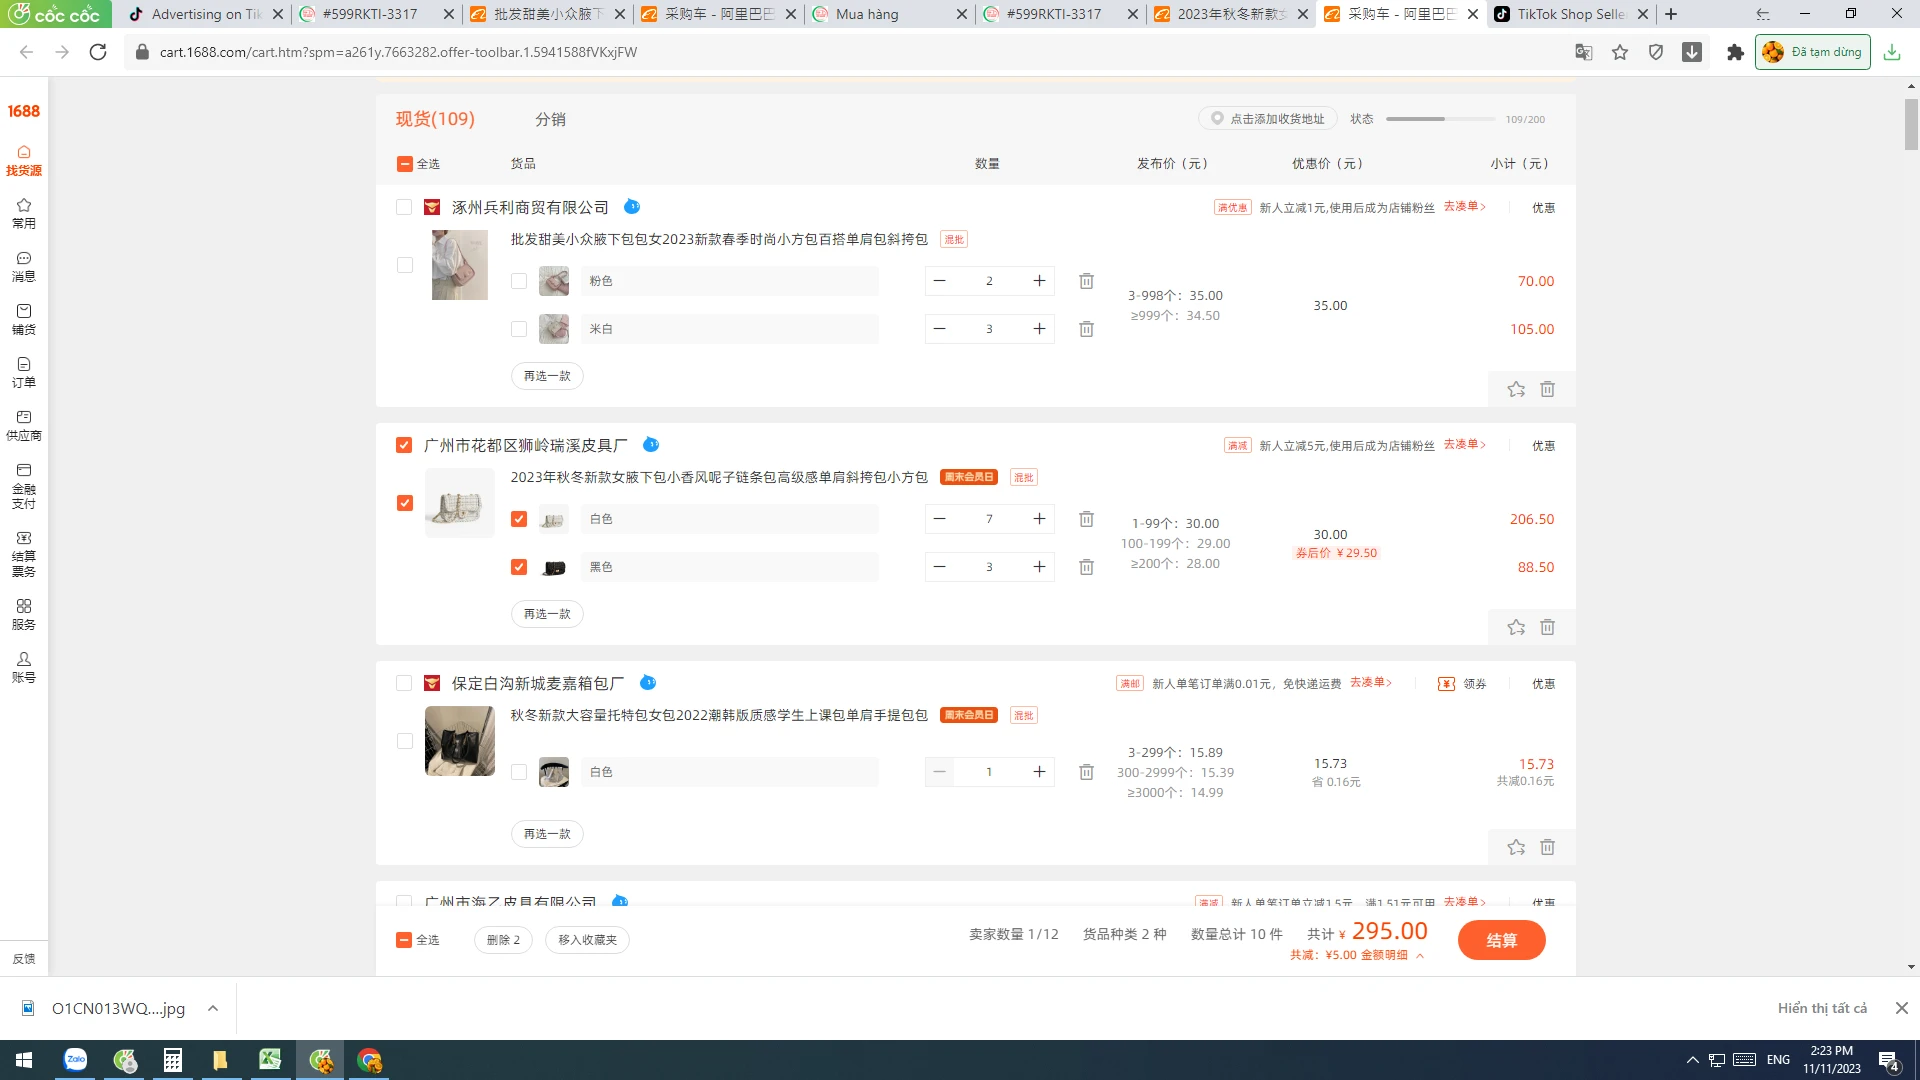 cốc cốc
Advertising on Tik
#599RKTI-3317
批发甜美小众腋下
采购车 - 阿里巴巴
Mua hàng
#599RKTI-3317
2023年秋冬新款女
采购车 - 阿里巴巴
TikTok Shop Selle
cart.1688.com/cart.htm?spm=a261y.7663282.offer-toolbar.1.5941588fVKxjFW
Đã tạm dừng
1688
找货源
常用
消息
铺货
订单
供应商
金融
支付
结算
票务
服务
账号
反馈
现货(109)
分销
点击添加收货地址
状态
109/200
全选
货品
数量
发布价（元）
优惠价（元）
小计（元）
涿州兵利商贸有限公司
满优惠
新人立减1元,使用后成为店铺粉丝
去凑单>
优惠
批发甜美小众腋下包包女2023新款春季时尚小方包百搭单肩包斜挎包
混批
粉色
2
3-998个：35.00
≥999个：34.50
35.00
70.00
米白
3
105.00
再选一款
广州市花都区狮岭瑞溪皮具厂
满减
新人立减5元,使用后成为店铺粉丝
去凑单>
优惠
2023年秋冬新款女腋下包小香风呢子链条包高级感单肩斜挎包小方包
周末会员日
混批
白色
7
1-99个：30.00
100-199个：29.00
≥200个：28.00
30.00
券后价 ¥29.50
206.50
黑色
3
88.50
再选一款
保定白沟新城麦嘉箱包厂
满邮
新人单笔订单满0.01元，免快递运费
去凑单>
领券
优惠
秋冬新款大容量托特包女包2022潮韩版质感学生上课包单肩手提包包
周末会员日
混批
白色
1
3-299个：15.89
300-2999个：15.39
≥3000个：14.99
15.73
省 0.16元
15.73
共减0.16元
再选一款
广州市海乙皮具有限公司
满减
新人单笔订单立减1.5元，满1.51元可用
去凑单>
优惠
全选
删除 2
移入收藏夹
卖家数量 1/12
货品种类 2 种
数量总计 10 件
共计 ¥ 295.00
共减：¥5.00 金额明细
结算
O1CN013WQ....jpg
Hiển thị tất cả
Zalo
ENG
2:23 PM
11/11/2023
4